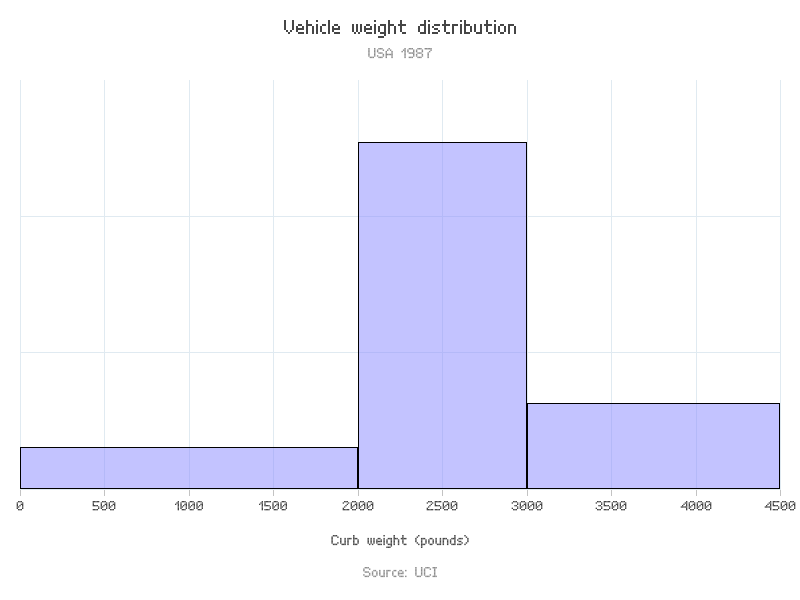 Vehicle weight distribution
USA 1987
0 500 1000 1500 2000 2500 3000 3500 4000 4500
Curb weight (pounds)
Source: UCI